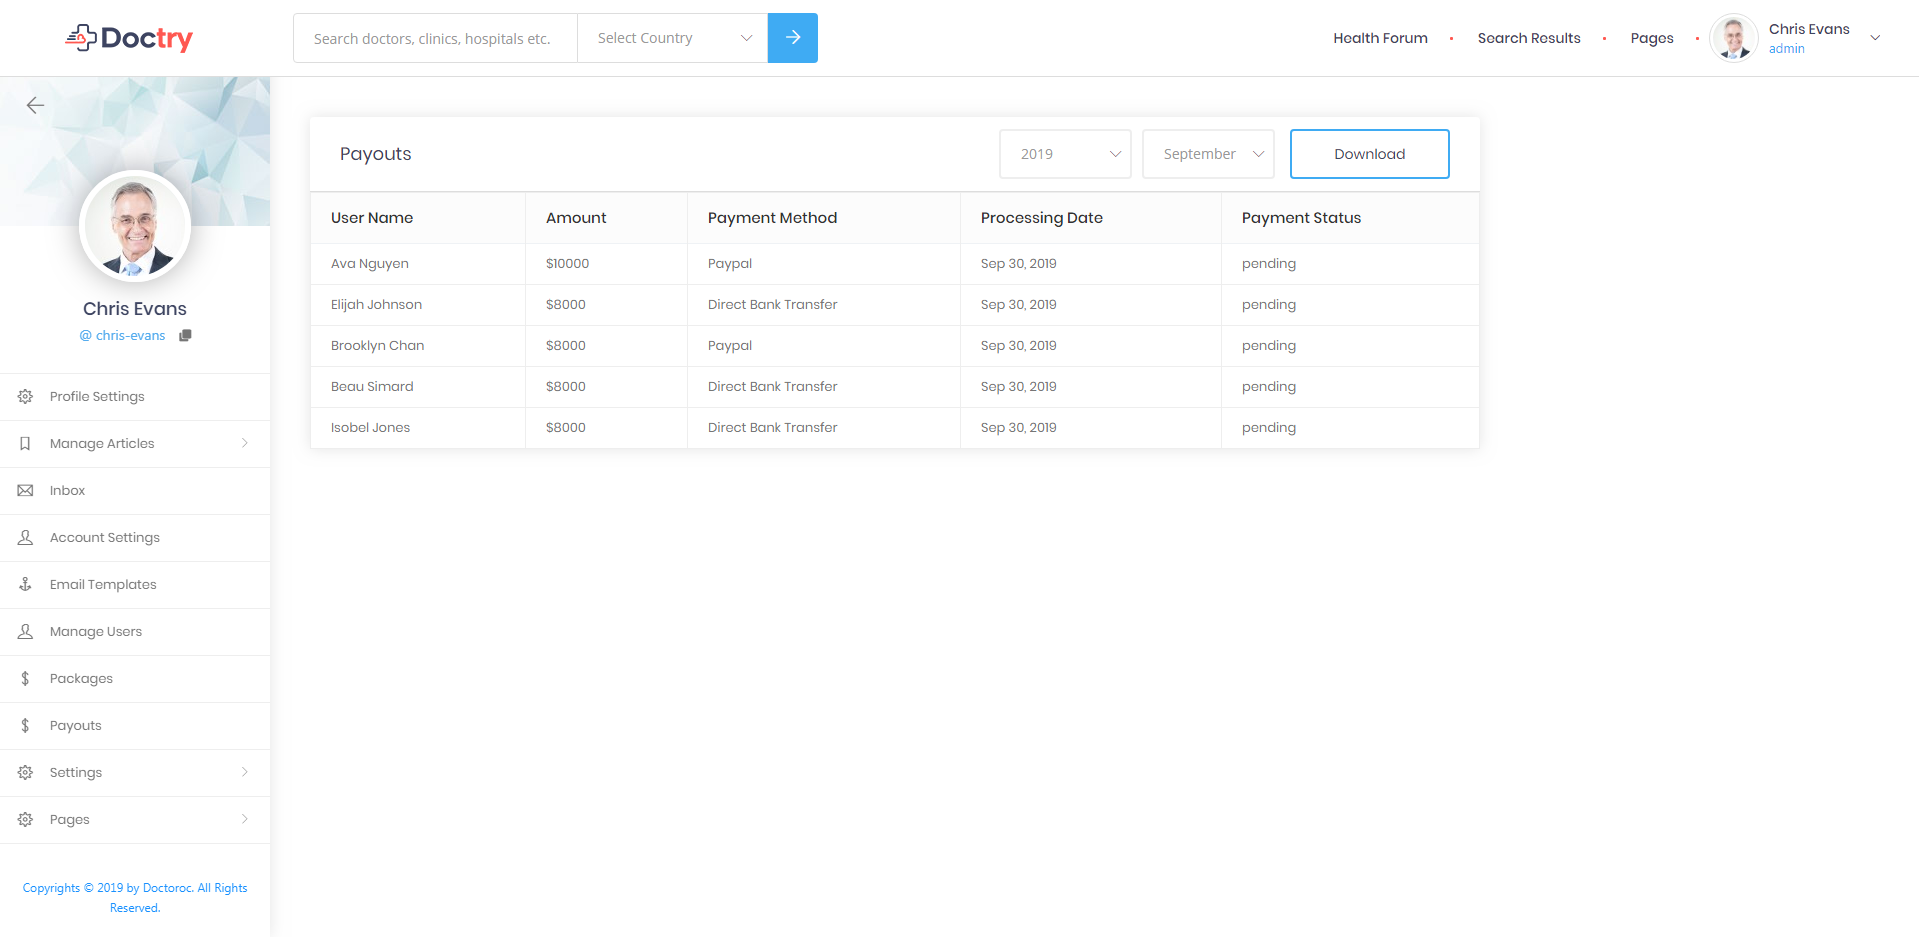 Doctry
Search doctors, clinics, hospitals etc.
Select Country
Health Forum
Search Results
Pages
Chris Evans
admin
Chris Evans
@ chris-evans
Profile Settings
Manage Articles
Inbox
Account Settings
Email Templates
Manage Users
Packages
Payouts
Settings
Pages
Copyrights © 2019 by Doctoroc. All Rights
Reserved.
Payouts
2019
September
Download
User Name Amount Payment Method Processing Date Payment Status
Ava Nguyen $10000 Paypal Sep 30, 2019 pending
Elijah Johnson $8000 Direct Bank Transfer Sep 30, 2019 pending
Brooklyn Chan $8000 Paypal Sep 30, 2019 pending
Beau Simard $8000 Direct Bank Transfer Sep 30, 2019 pending
Isobel Jones $8000 Direct Bank Transfer Sep 30, 2019 pending